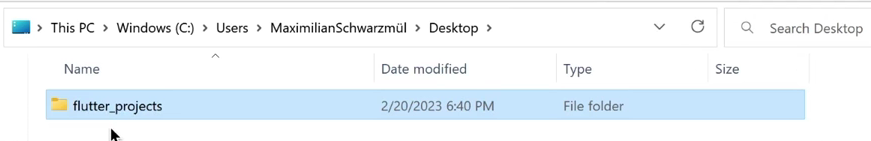 This PC > Windows (C:) > Users > MaximilianSchwarzmül > Desktop > Search Desktop
Name Date modified Type Size
flutter_projects 2/20/2023 6:40 PM File folder